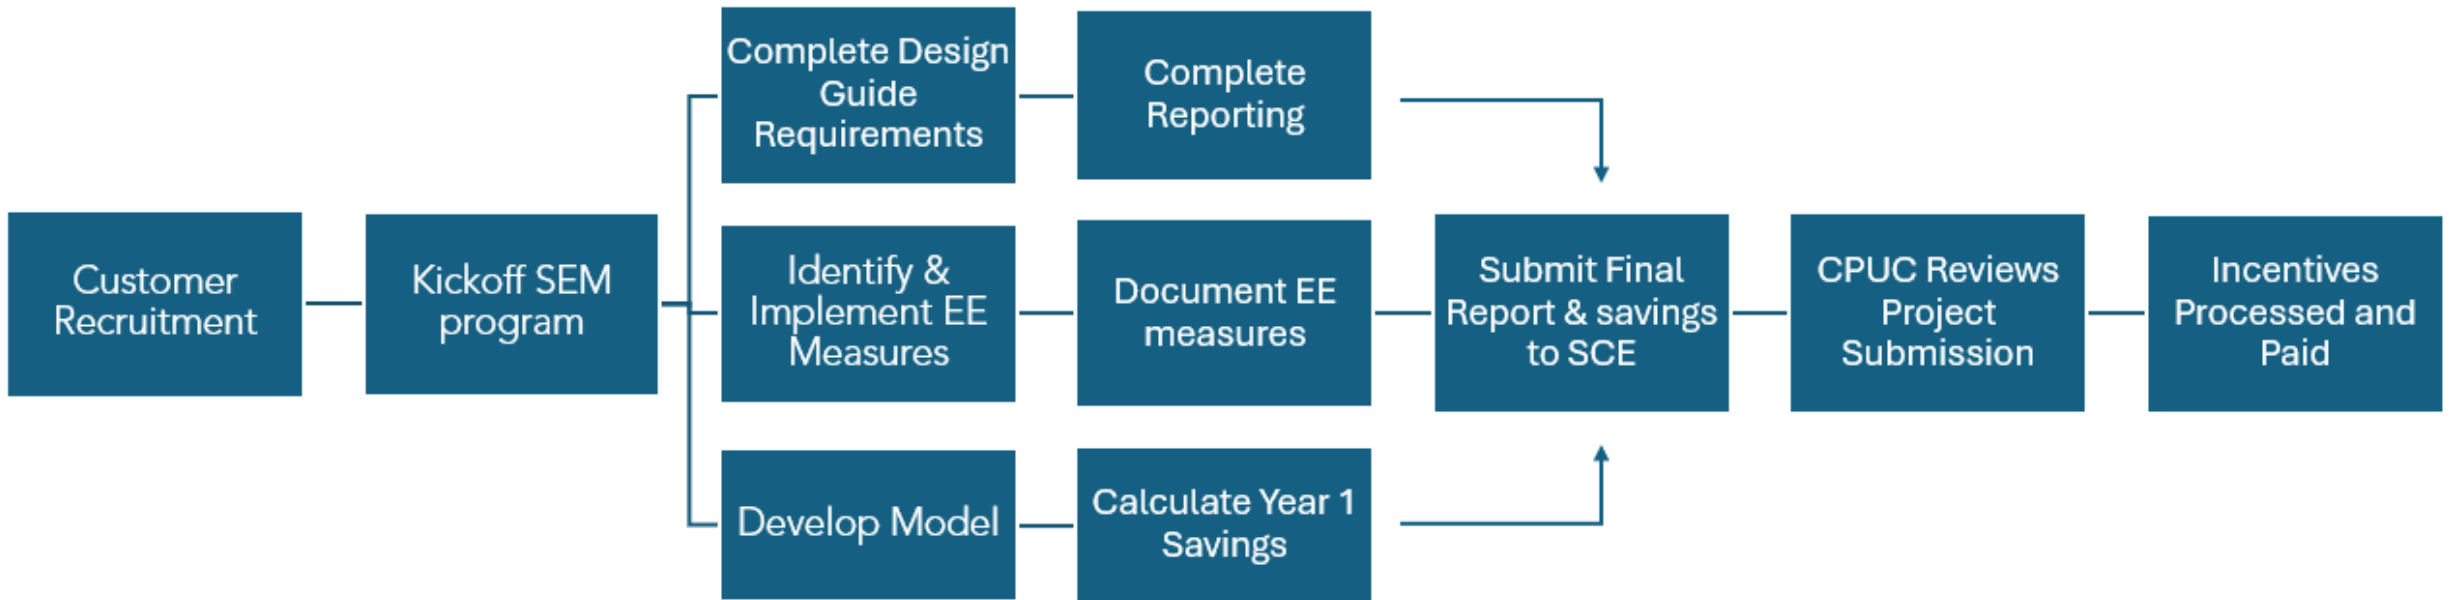 Customer
Recruitment
Kickoff SEM
program
Complete Design
Guide
Requirements
Complete
Reporting
Identify &
Implement EE
Measures
Document EE
measures
Develop Model
Calculate Year 1
Savings
Submit Final
Report & savings
to SCE
CPUC Reviews
Project
Submission
Incentives
Processed and
Paid